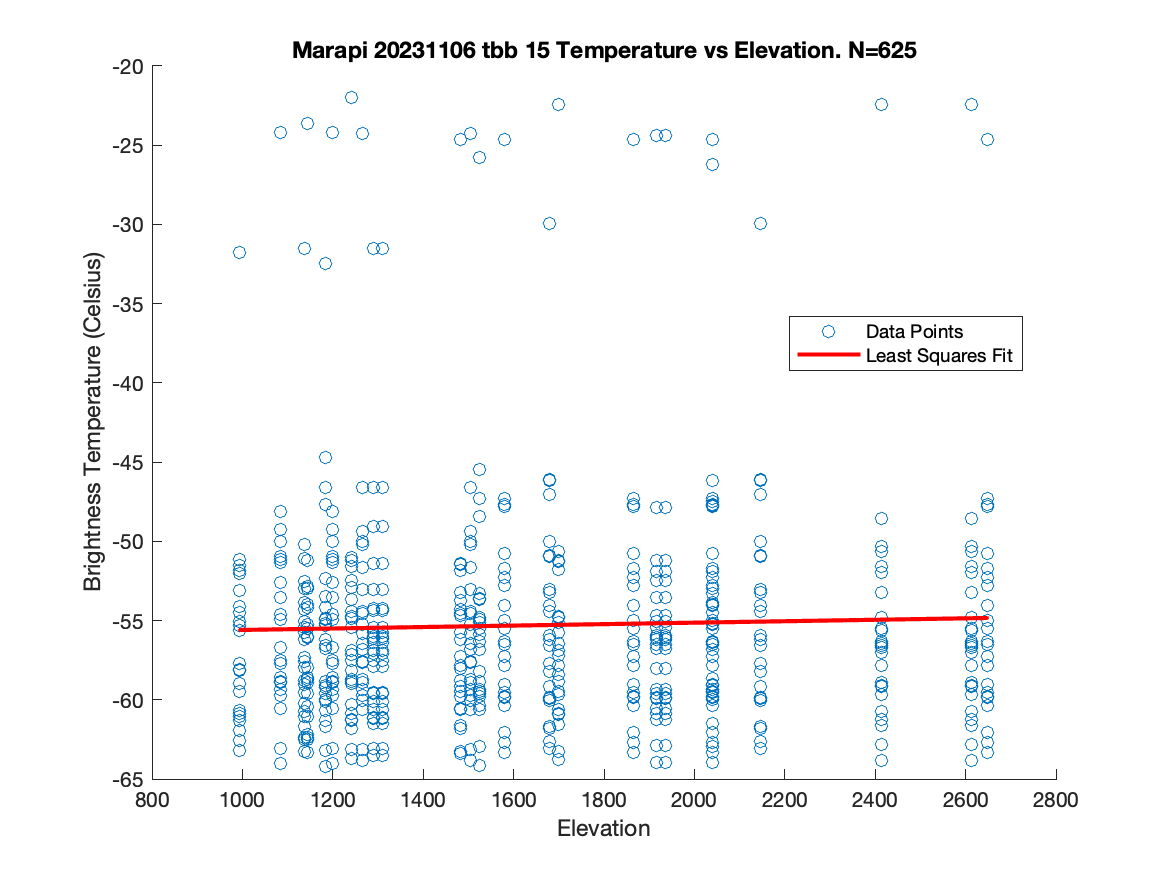 Marapi 20231106 tbb 15 Temperature vs Elevation. N=625
-20
-25
-30
-35
-40
-45
-50
-55
-60
-65
Brightness Temperature (Celsius)
Data Points
Least Squares Fit
800 1000 1200 1400 1600 1800 2000 2200 2400 2600 2800
Elevation